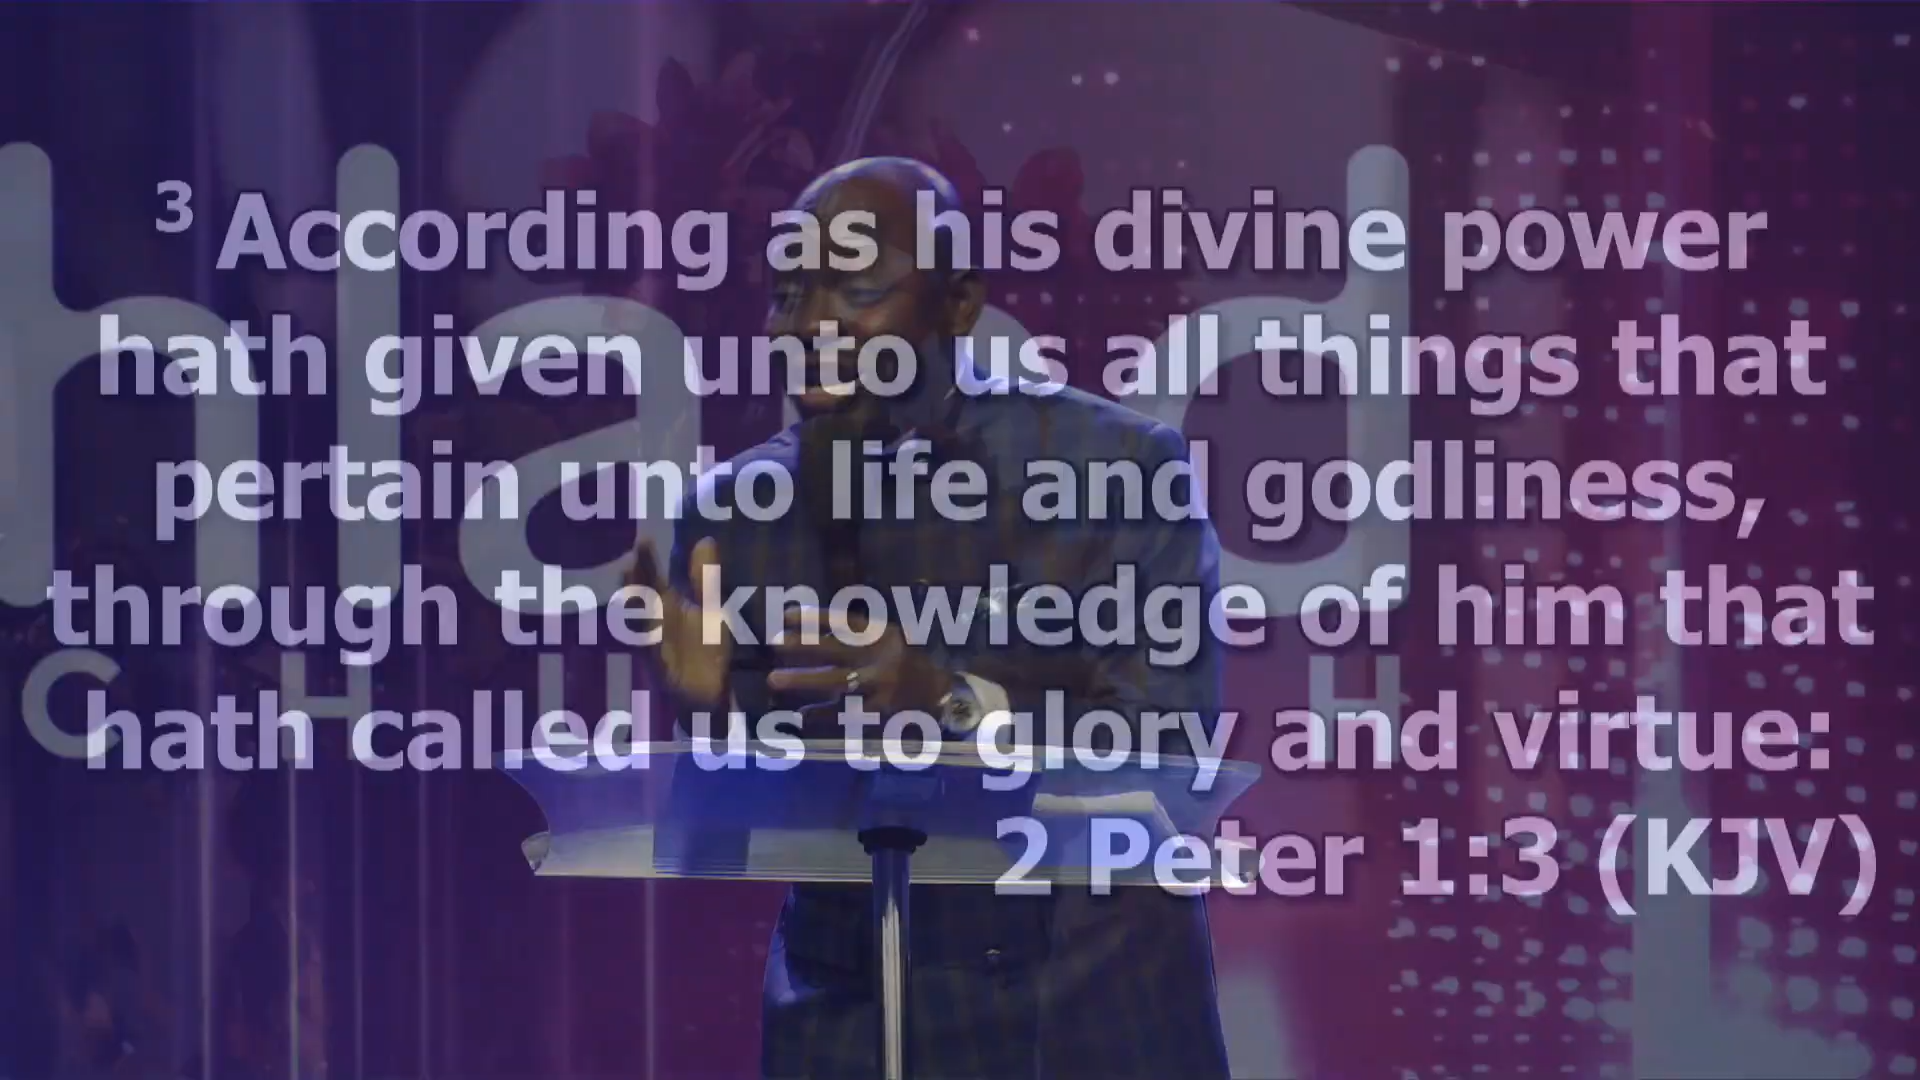 3 According as his divine power
hath given unto us all things that
pertain unto life and godliness,
through the knowledge of him that
hath called us to glory and virtue:
2 Peter 1:3 (KJV)